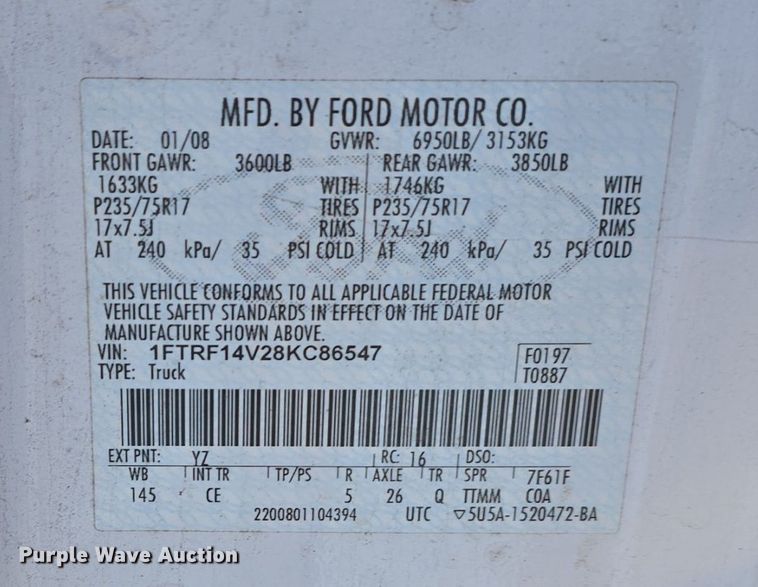 MFD. BY FORD MOTOR CO.
DATE: 01/08 GVWR: 6950LB/ 3153KG
FRONT GAWR: 3600LB REAR GAWR: 3850LB
1633KG WITH 1746KG WITH
P235/75R17 TIRES P235/75R17 TIRES
17x7.5J RIMS 17x7.5J RIMS
AT 240 kPa/ 35 PSI COLD AT 240 kPa/ 35 PSI COLD
THIS VEHICLE CONFORMS TO ALL APPLICABLE FEDERAL MOTOR
VEHICLE SAFETY STANDARDS IN EFFECT ON THE DATE OF
MANUFACTURE SHOWN ABOVE.
VIN: 1FTRF14V28KC86547 F0197
TYPE: Truck T0887
EXT PNT: YZ RC: 16 DSO:
WB INT TR TP/PS R AXLE TR SPR 7F61F
145 CE 5 26 Q TTMM COA
2200801104394 UTC ▽5U5A-1520472-BA
Purple Wave Auction